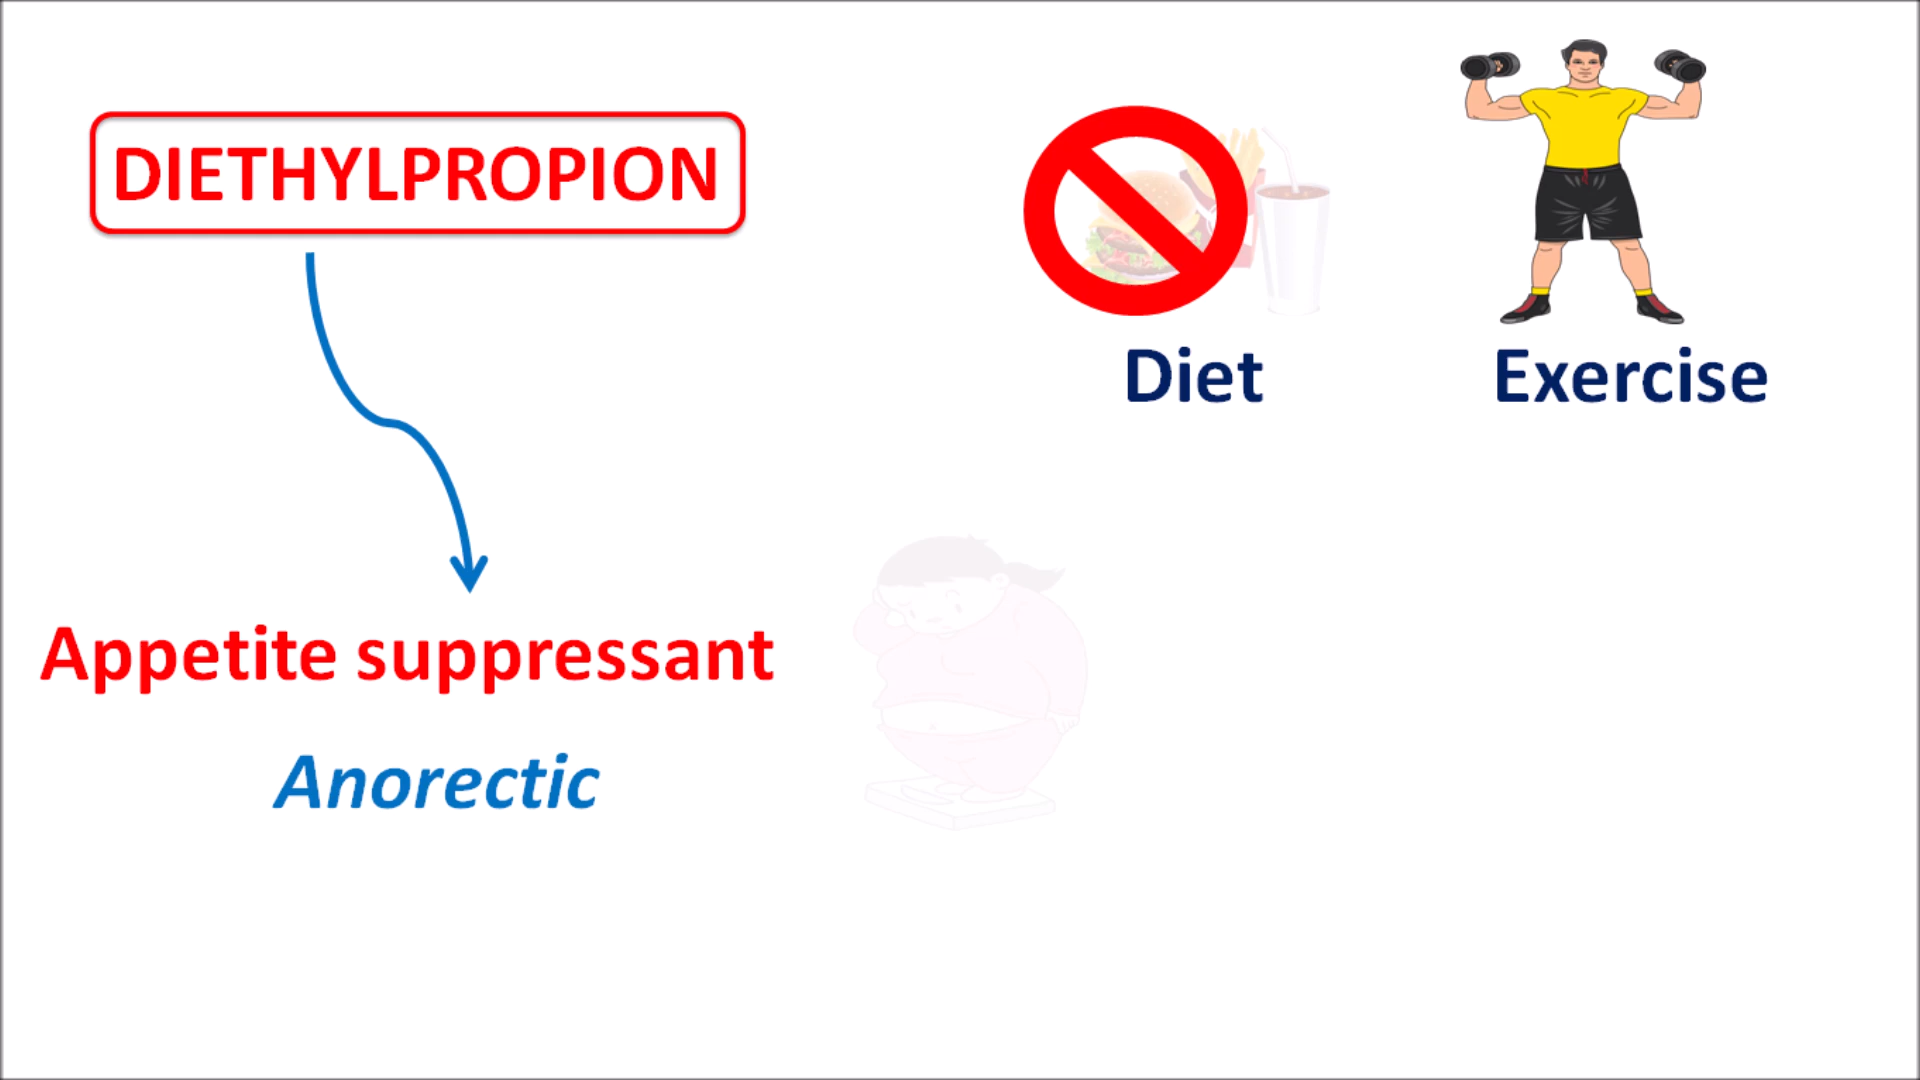 DIETHYLPROPION
Diet
Exercise
Appetite suppressant
Anorectic